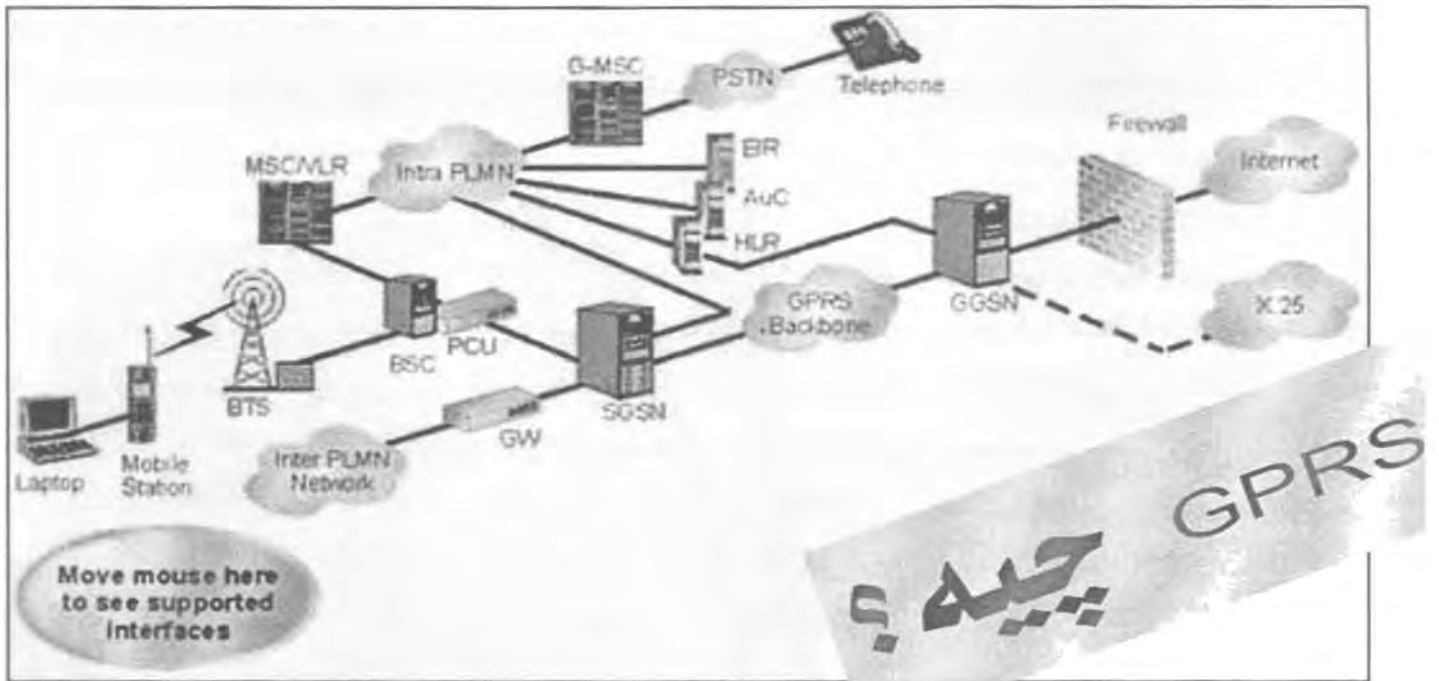 G-MSC
PSTN
Telephone
Firewall
Internet
MSC/VLR
Intra PLMN
EIR
AuC
HLR
GGSN
GPRS
Backbone
X.25
BSC
PCU
SGSN
BTS
GW
Laptop
Mobile
Station
Inter PLMN
Network
Move mouse here
to see supported
interfaces
GPRS چیه ؟